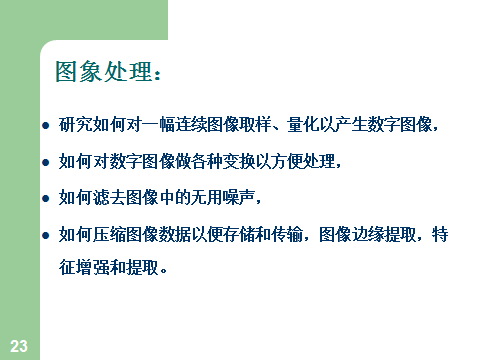 图象处理：
研究如何对一幅连续图像取样、量化以产生数字图像，
如何对数字图像做各种变换以方便处理，
如何滤去图像中的无用噪声，
如何压缩图像数据以便存储和传输，图像边缘提取，特
征增强和提取。
23